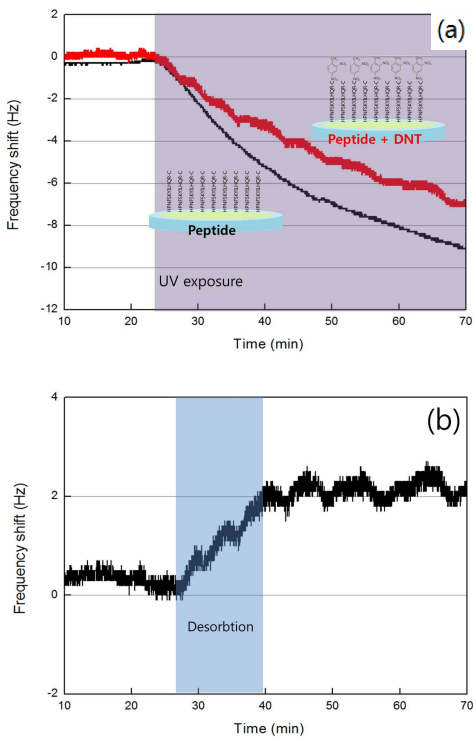 (a)
2
0
-2
-4
-6
-8
-10
-12
Frequency shift (Hz)
Peptide + DNT
Peptide
UV exposure
10 20 30 40 50 60 70
Time (min)
(b)
4
2
0
-2
Frequency shift (Hz)
Desorbtion
10 20 30 40 50 60 70
Time (min)